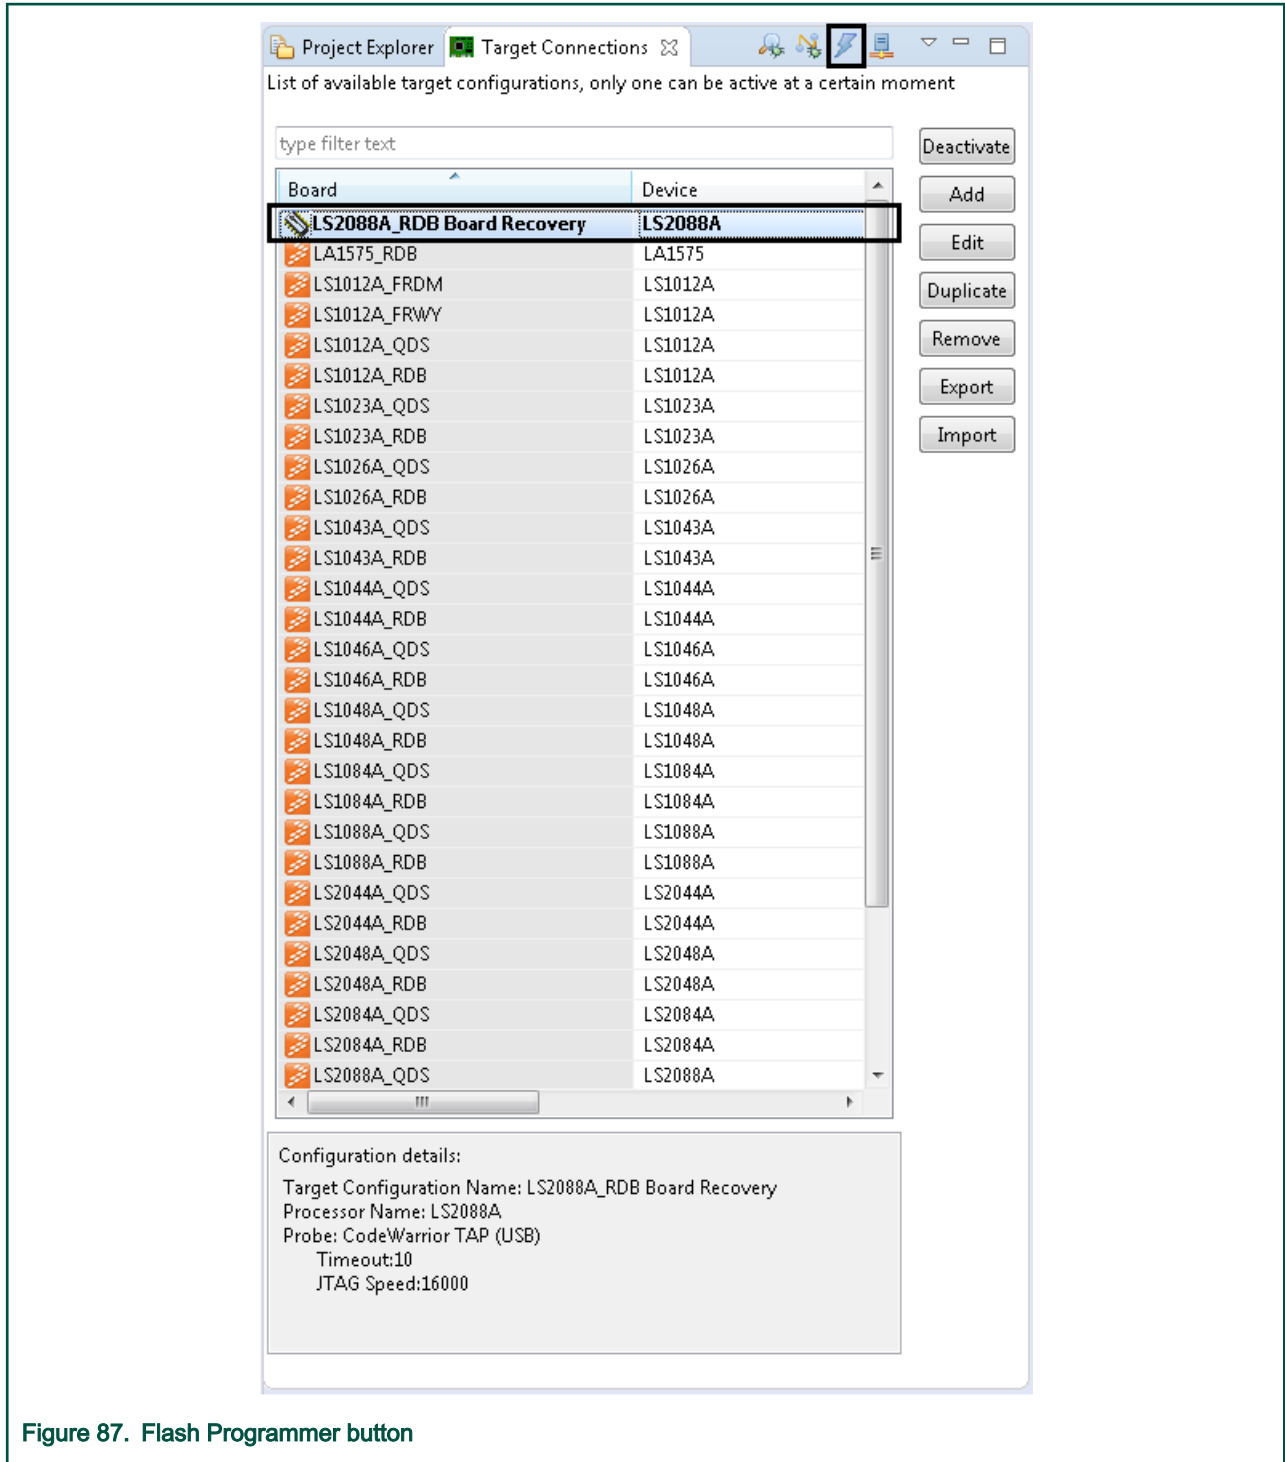 Project Explorer Target Connections
List of available target configurations, only one can be active at a certain moment
type filter text
Deactivate
Board Device
Add
LS2088A_RDB Board Recovery LS2088A
Edit
LA1575_RDB LA1575
LS1012A_FRDM LS1012A
Duplicate
LS1012A_FRWY LS1012A
LS1012A_QDS LS1012A
Remove
LS1012A_RDB LS1012A
Export
LS1023A_QDS LS1023A
LS1023A_RDB LS1023A
Import
LS1026A_QDS LS1026A
LS1026A_RDB LS1026A
LS1043A_QDS LS1043A
LS1043A_RDB LS1043A
LS1044A_QDS LS1044A
LS1044A_RDB LS1044A
LS1046A_QDS LS1046A
LS1046A_RDB LS1046A
LS1048A_QDS LS1048A
LS1048A_RDB LS1048A
LS1084A_QDS LS1084A
LS1084A_RDB LS1084A
LS1088A_QDS LS1088A
LS1088A_RDB LS1088A
LS2044A_QDS LS2044A
LS2044A_RDB LS2044A
LS2048A_QDS LS2048A
LS2048A_RDB LS2048A
LS2084A_QDS LS2084A
LS2084A_RDB LS2084A
LS2088A_QDS LS2088A
Configuration details:
Target Configuration Name: LS2088A_RDB Board Recovery
Processor Name: LS2088A
Probe: CodeWarrior TAP (USB)
Timeout:10
JTAG Speed:16000
Figure 87. Flash Programmer button